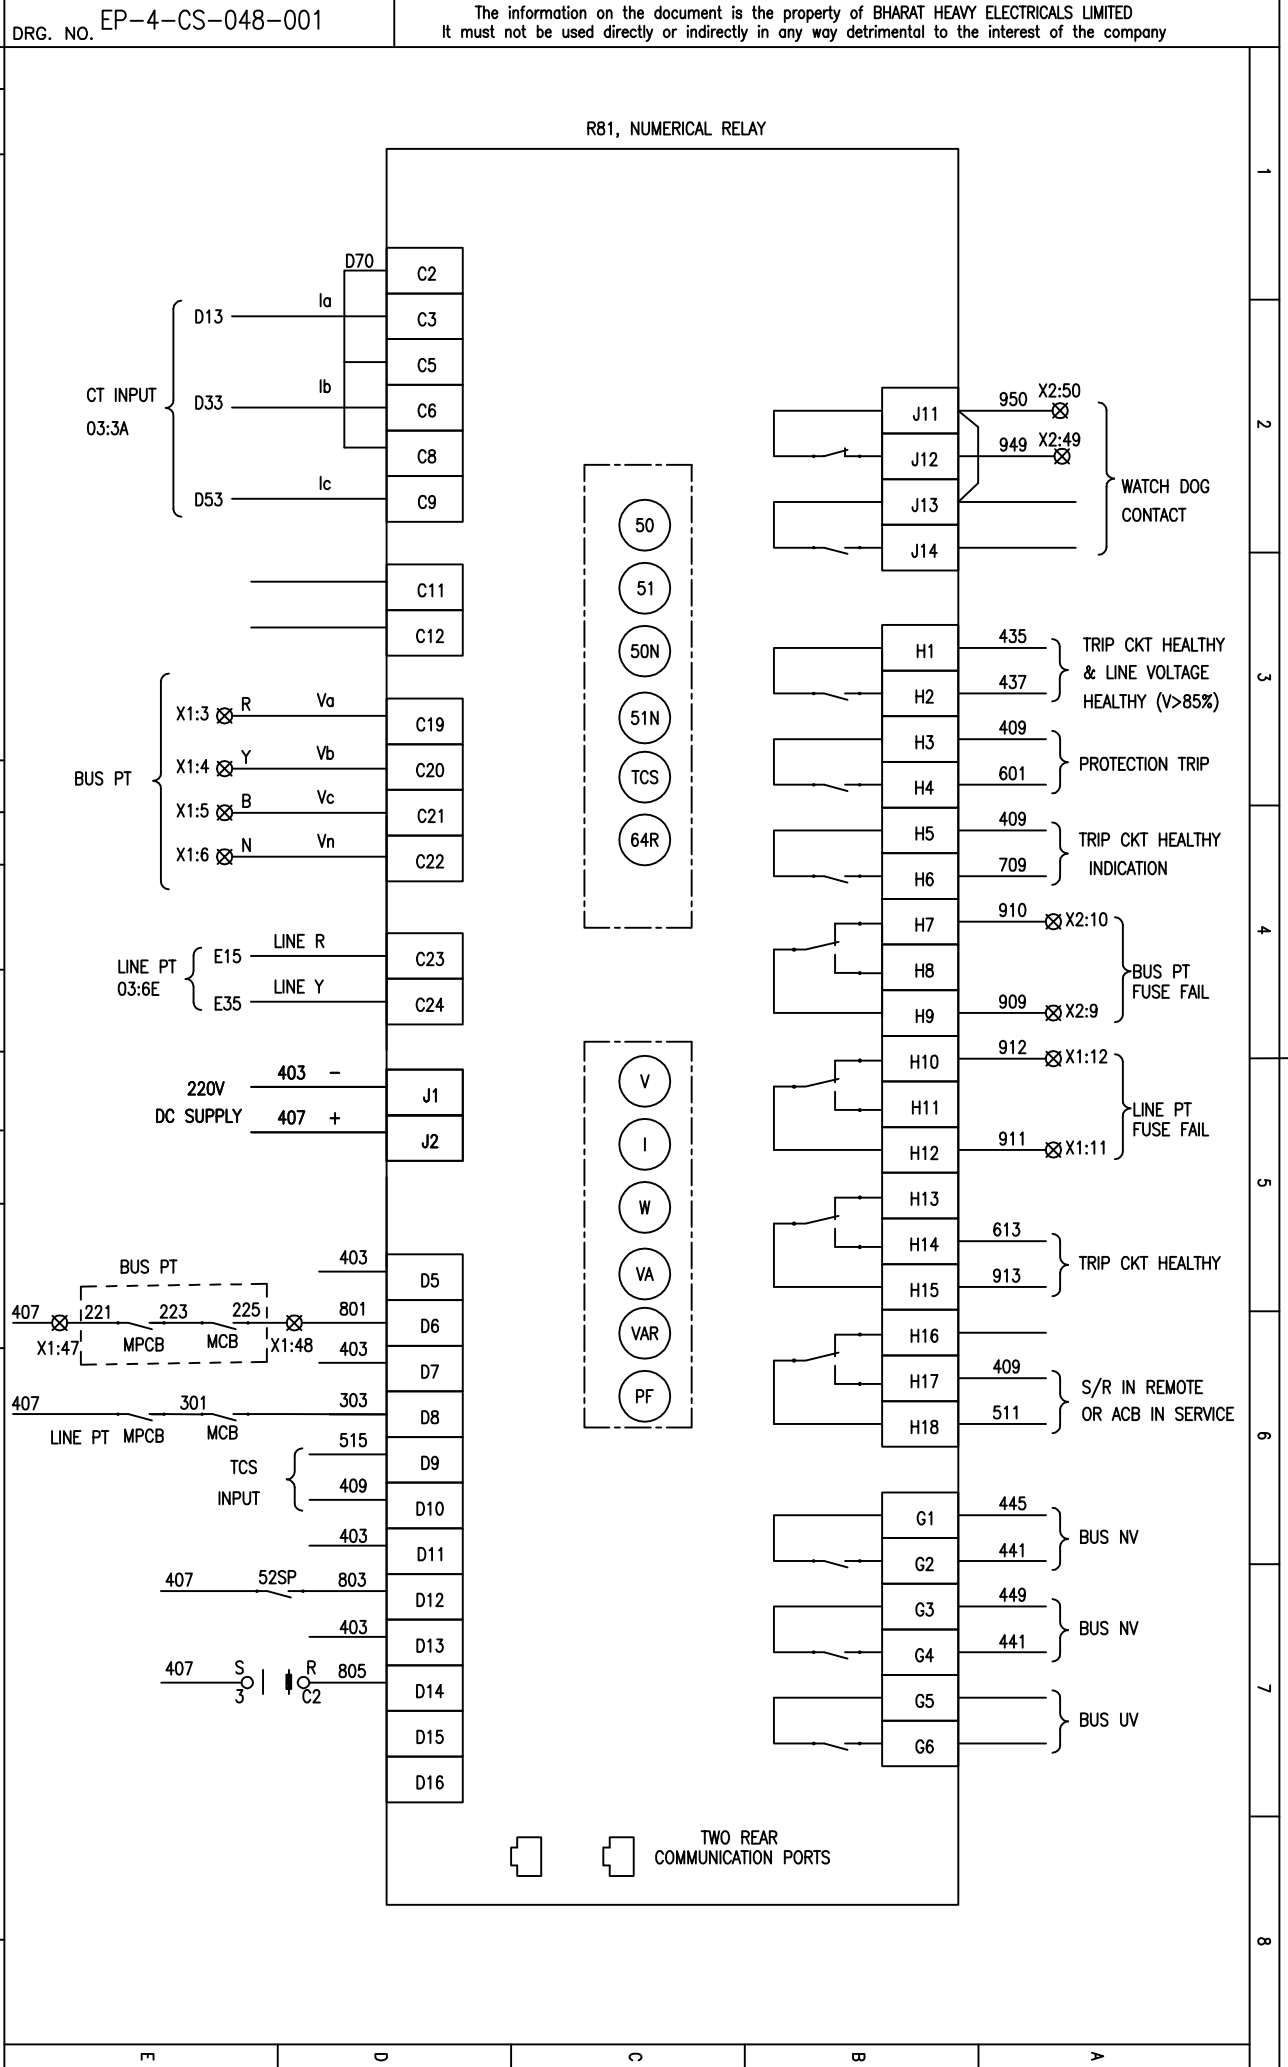 DRG. NO. EP-4-CS-048-001
The information on the document is the property of BHARAT HEAVY ELECTRICALS LIMITED
It must not be used directly or indirectly in any way detrimental to the interest of the company
R81, NUMERICAL RELAY
D70
C2
D13
Ia
C3
C5
CT INPUT
03:3A
D33
Ib
C6
C8
D53
Ic
C9
C11
C12
BUS PT
X1:3
R
Va
C19
X1:4
Y
Vb
C20
X1:5
B
Vc
C21
X1:6
N
Vn
C22
LINE PT
03:6E
E15
LINE R
C23
E35
LINE Y
C24
220V
DC SUPPLY
403 -
J1
407 +
J2
BUS PT
403
D5
407
X1:47
221
MPCB
223
MCB
225
X1:48
801
D6
403
D7
407
LINE PT
MPCB
301
MCB
303
D8
TCS
INPUT
515
D9
409
D10
403
D11
407
52SP
803
D12
403
D13
407
S
3
R
C2
805
D14
D15
D16
50
51
50N
51N
TCS
64R
V
I
W
VA
VAR
PF
TWO REAR
COMMUNICATION PORTS
J11
950
X2:50
J12
949
X2:49
J13
J14
WATCH DOG
CONTACT
H1
435
H2
437
TRIP CKT HEALTHY
& LINE VOLTAGE
HEALTHY (V>85%)
H3
409
H4
601
PROTECTION TRIP
H5
409
H6
709
TRIP CKT HEALTHY
INDICATION
H7
910
X2:10
H8
H9
909
X2:9
BUS PT
FUSE FAIL
H10
912
X1:12
H11
H12
911
X1:11
LINE PT
FUSE FAIL
H13
H14
613
H15
913
TRIP CKT HEALTHY
H16
H17
409
H18
511
S/R IN REMOTE
OR ACB IN SERVICE
G1
445
G2
441
BUS NV
G3
449
G4
441
BUS NV
G5
G6
BUS UV
1
2
3
4
5
6
7
8
E
D
C
B
A